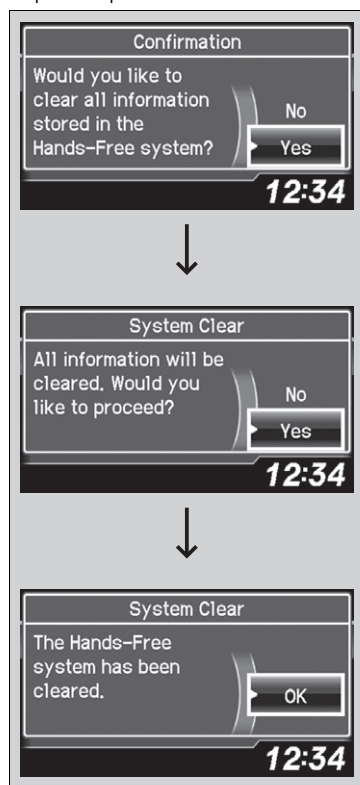 Confirmation
Would you like to
clear all information
stored in the
Hands-Free system?
No
Yes
12:34
↓
System Clear
All information will be
cleared. Would you
like to proceed?
No
Yes
12:34
↓
System Clear
The Hands-Free
system has been
cleared.
OK
12:34